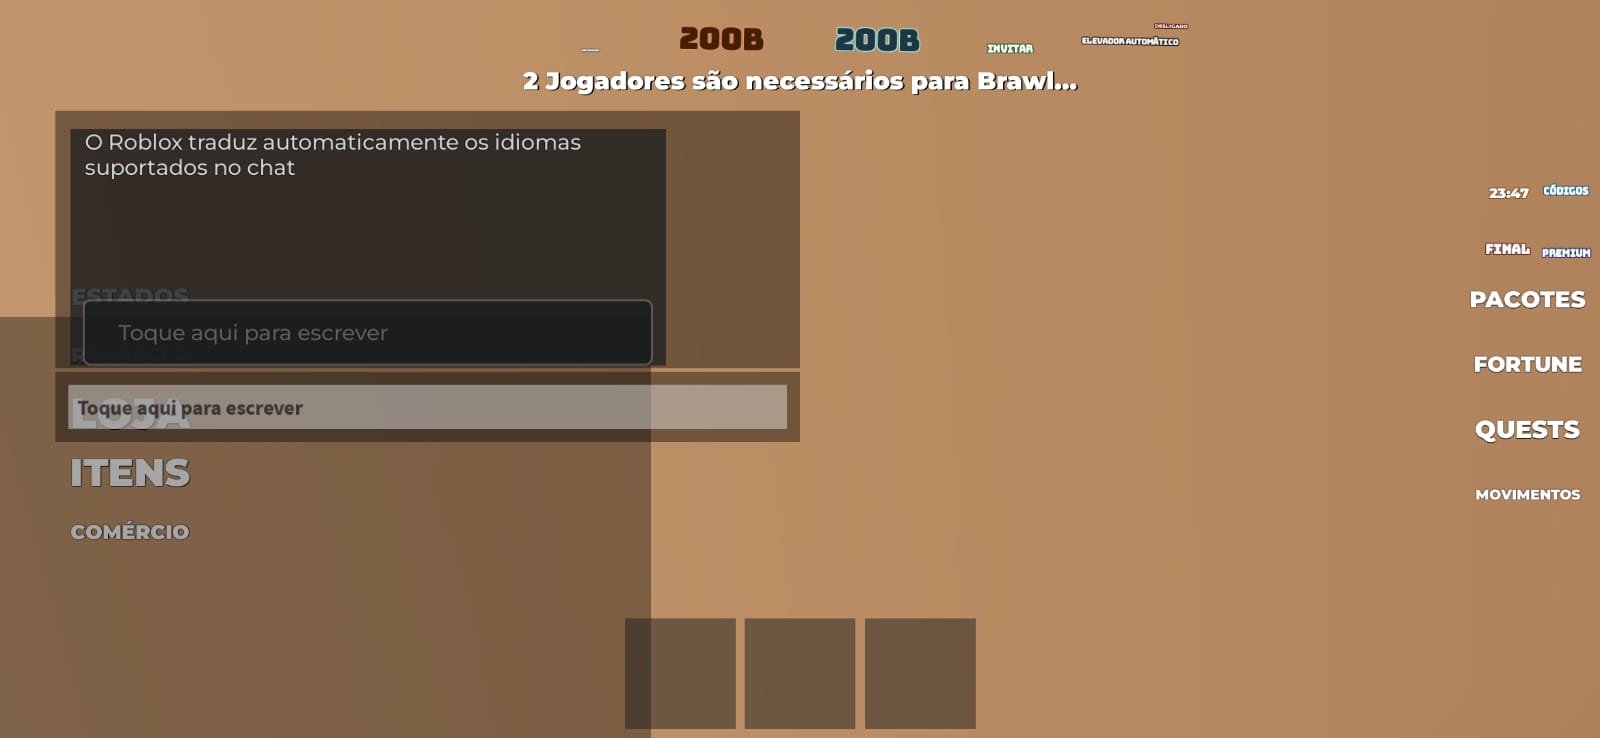 200B
200B
INVITAR
DESLIGADO
ELEVADOR AUTOMÁTICO
2 Jogadores são necessários para Brawl...
O Roblox traduz automaticamente os idiomas
suportados no chat
23:47
CÓDIGOS
FINAL
PREMIUM
ESTADOS
PACOTES
Toque aqui para escrever
RENASCER
FORTUNE
Toque aqui para escrever
LOJA
QUESTS
ITENS
MOVIMENTOS
COMÉRCIO